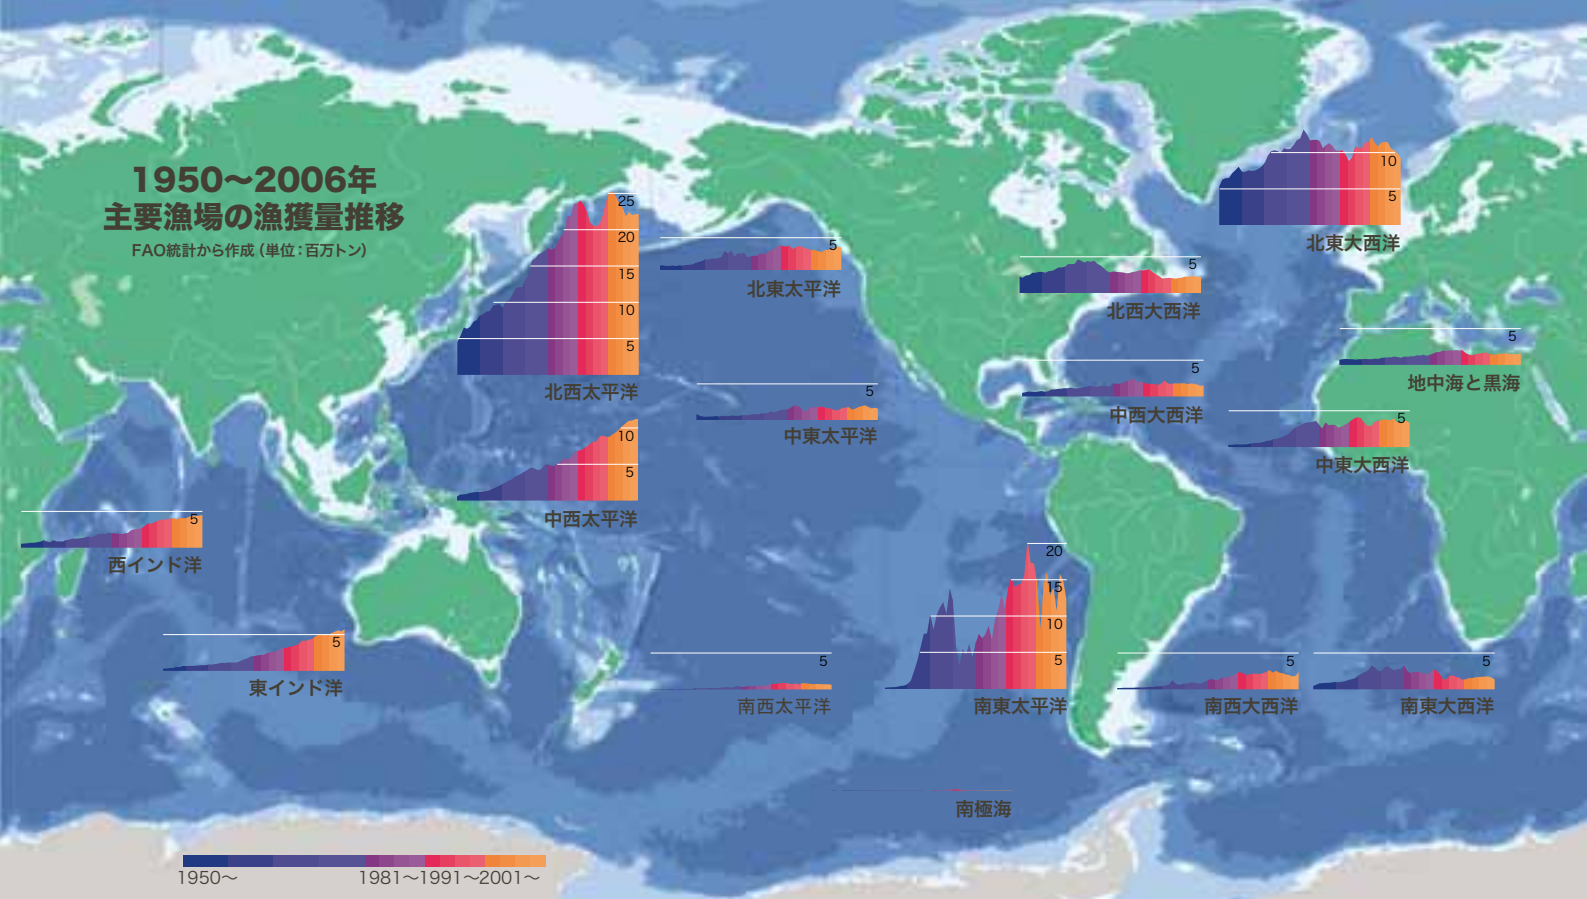 1950〜2006年
主要漁場の漁獲量推移
FAO統計から作成（単位：百万トン）
25
20
15
10
5
北西太平洋
5
北東太平洋
5
北西大西洋
10
5
北東大西洋
5
地中海と黒海
5
中西大西洋
5
中東大西洋
5
中東太平洋
10
5
中西太平洋
5
西インド洋
5
東インド洋
5
南西太平洋
20
15
10
5
南東太平洋
5
南西大西洋
5
南東大西洋
南極海
1950〜 1981〜1991〜2001〜